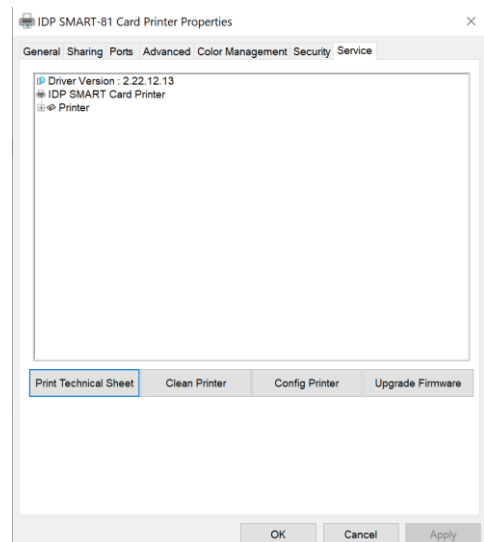 IDP SMART-81 Card Printer Properties
General Sharing Ports Advanced Color Management Security Service
Driver Version : 2.22.12.13
IDP SMART Card Printer
Printer
Print Technical Sheet Clean Printer Config Printer Upgrade Firmware
OK Cancel Apply